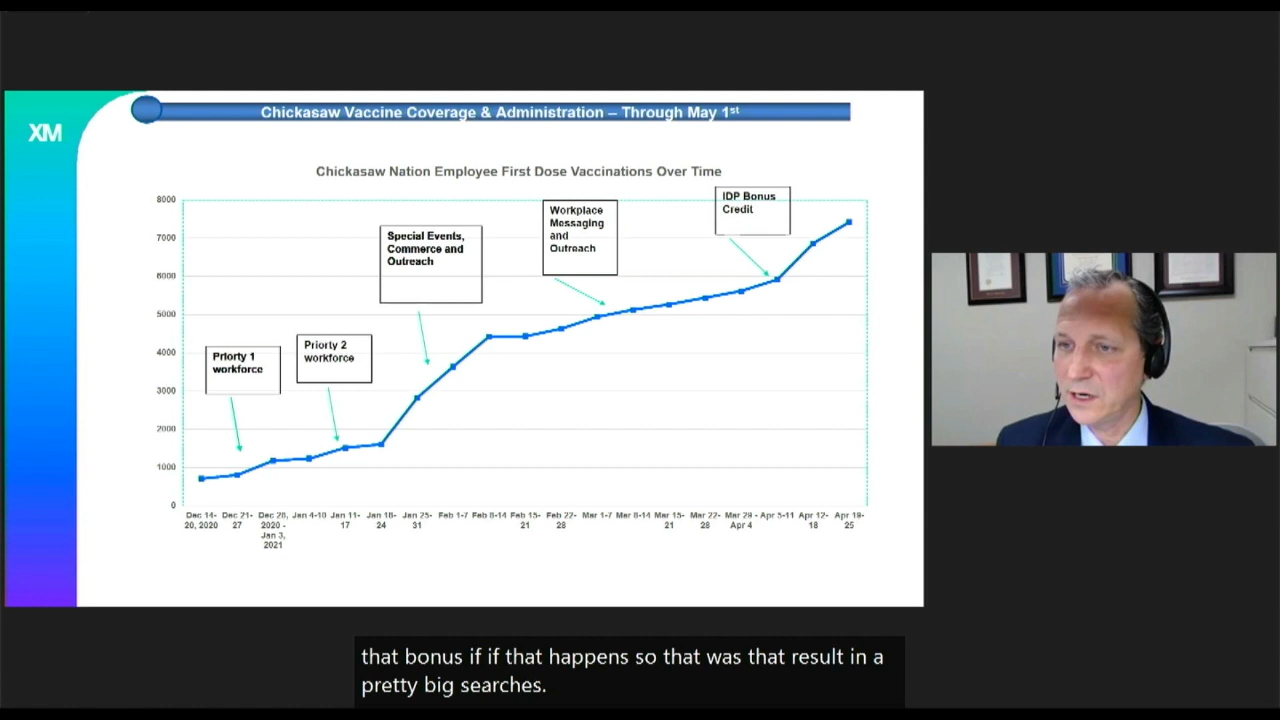 XM
Chickasaw Vaccine Coverage & Administration – Through May 1st
Chickasaw Nation Employee First Dose Vaccinations Over Time
8000
7000
6000
5000
4000
3000
2000
1000
0
Priorty 1
workforce
Priorty 2
workforce
Special Events,
Commerce and
Outreach
Workplace
Messaging
and
Outreach
IDP Bonus
Credit
Dec 14-
20, 2020
Dec 21-
27
Dec 28,
2020 -
Jan 3,
2021
Jan 4-10
Jan 11-
17
Jan 18-
24
Jan 25-
31
Feb 1-7
Feb 8-14
Feb 15-
21
Feb 22-
28
Mar 1-7
Mar 8-14
Mar 15-
21
Mar 22-
28
Mar 29 -
Apr 4
Apr 5-11
Apr 12-
18
Apr 19-
25
that bonus if if that happens so that was that result in a
pretty big searches.